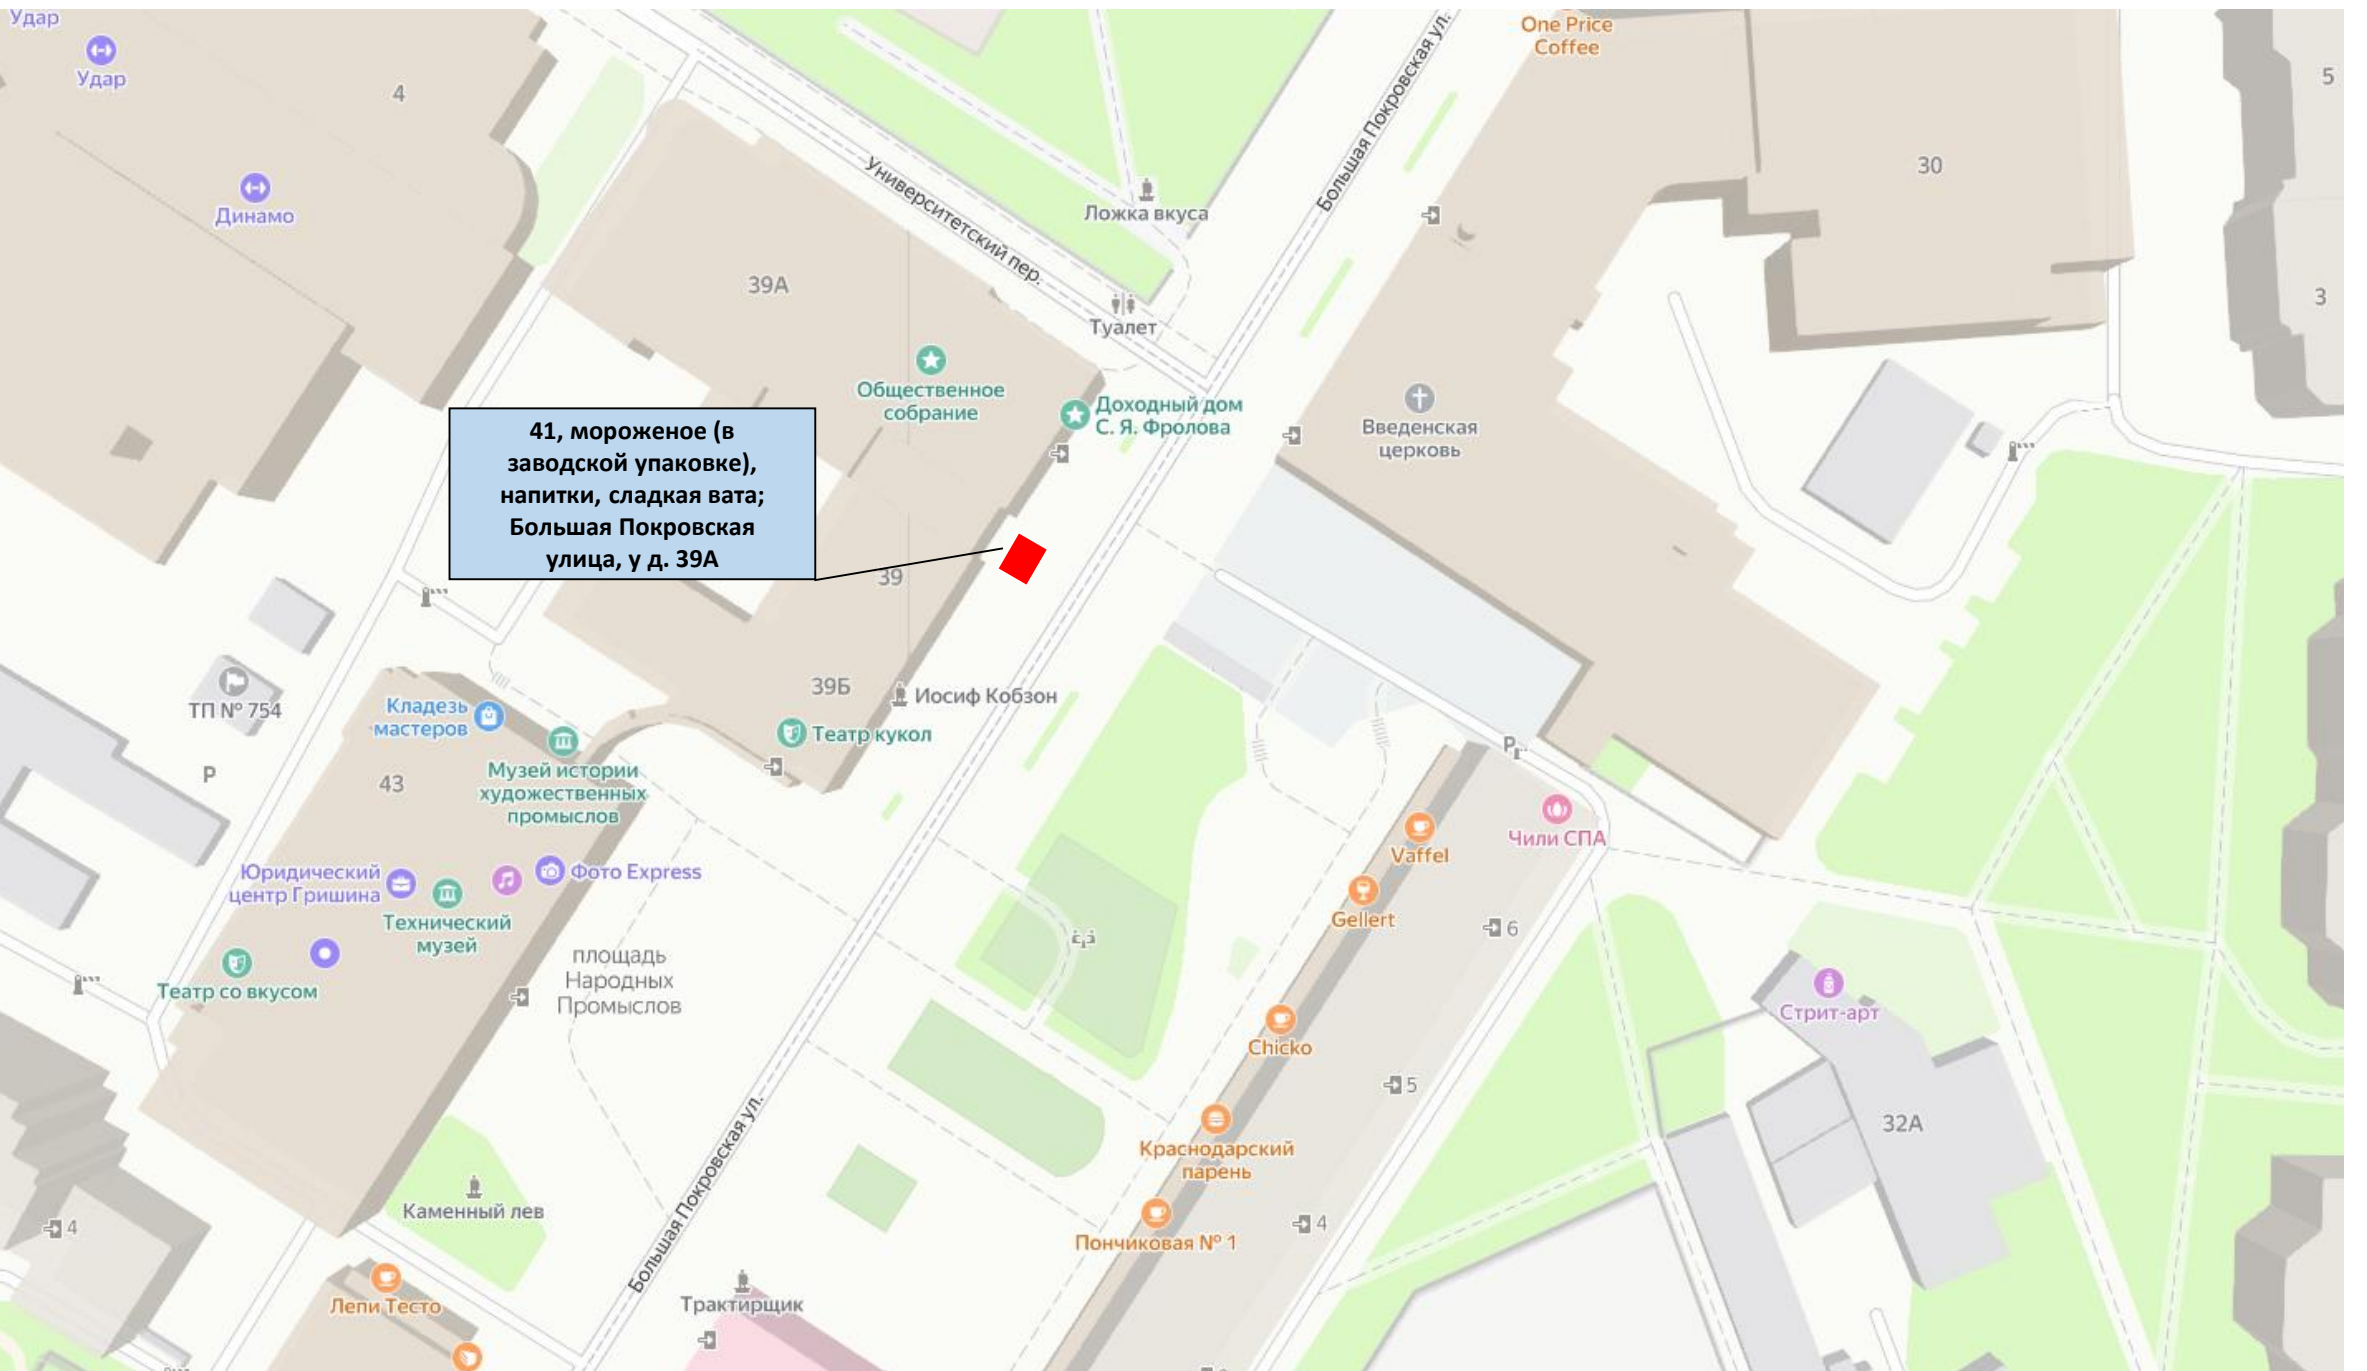 Удар
Удар
4
Динамо
One Price
Coffee
5
30
3
Большая Покровская ул.
Университетский пер.
Ложка вкуса
Туалет
39А
Общественное
собрание
Доходный дом
С. Я. Фролова
Введенская
церковь
41, мороженое (в
заводской упаковке),
напитки, сладкая вата;
Большая Покровская
улица, у д. 39А
39
39Б
Иосиф Кобзон
Театр кукол
ТП № 754
Р
Кладезь
мастеров
Музей истории
художественных
промыслов
43
Юридический
центр Гришина
Фото Express
Технический
музей
Театр со вкусом
площадь
Народных
Промыслов
P
Чили СПА
Vaffel
Gellert
6
Chicko
5
Стрит-арт
32А
Краснодарский
парень
Пончиковая № 1
4
Каменный лев
4
Большая Покровская ул.
Лепи Тесто
Трактирщик